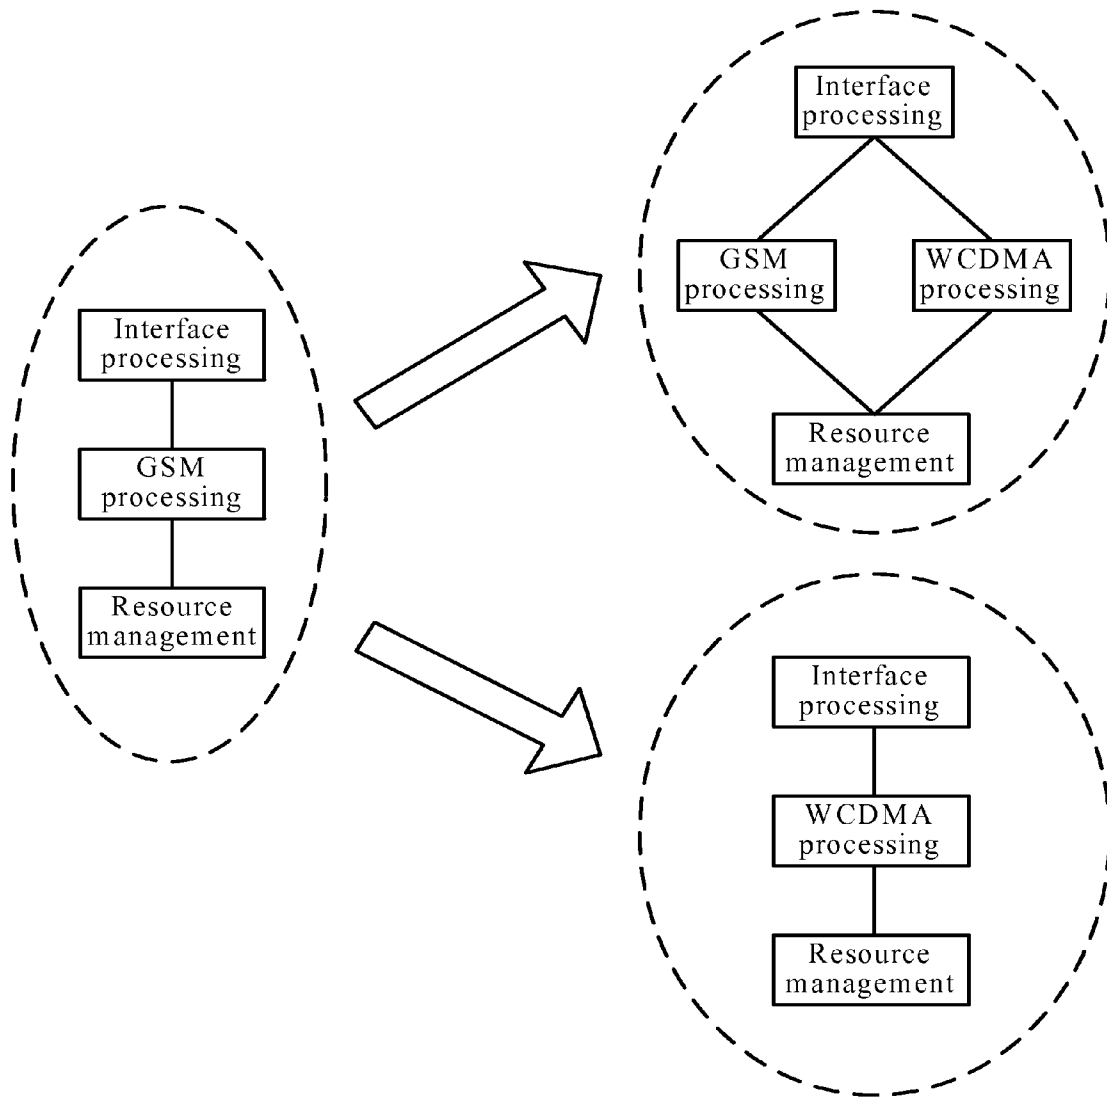 Interface
processing
GSM
processing
Resource
management
Interface
processing
GSM
processing
WCDMA
processing
Resource
management
Interface
processing
WCDMA
processing
Resource
management